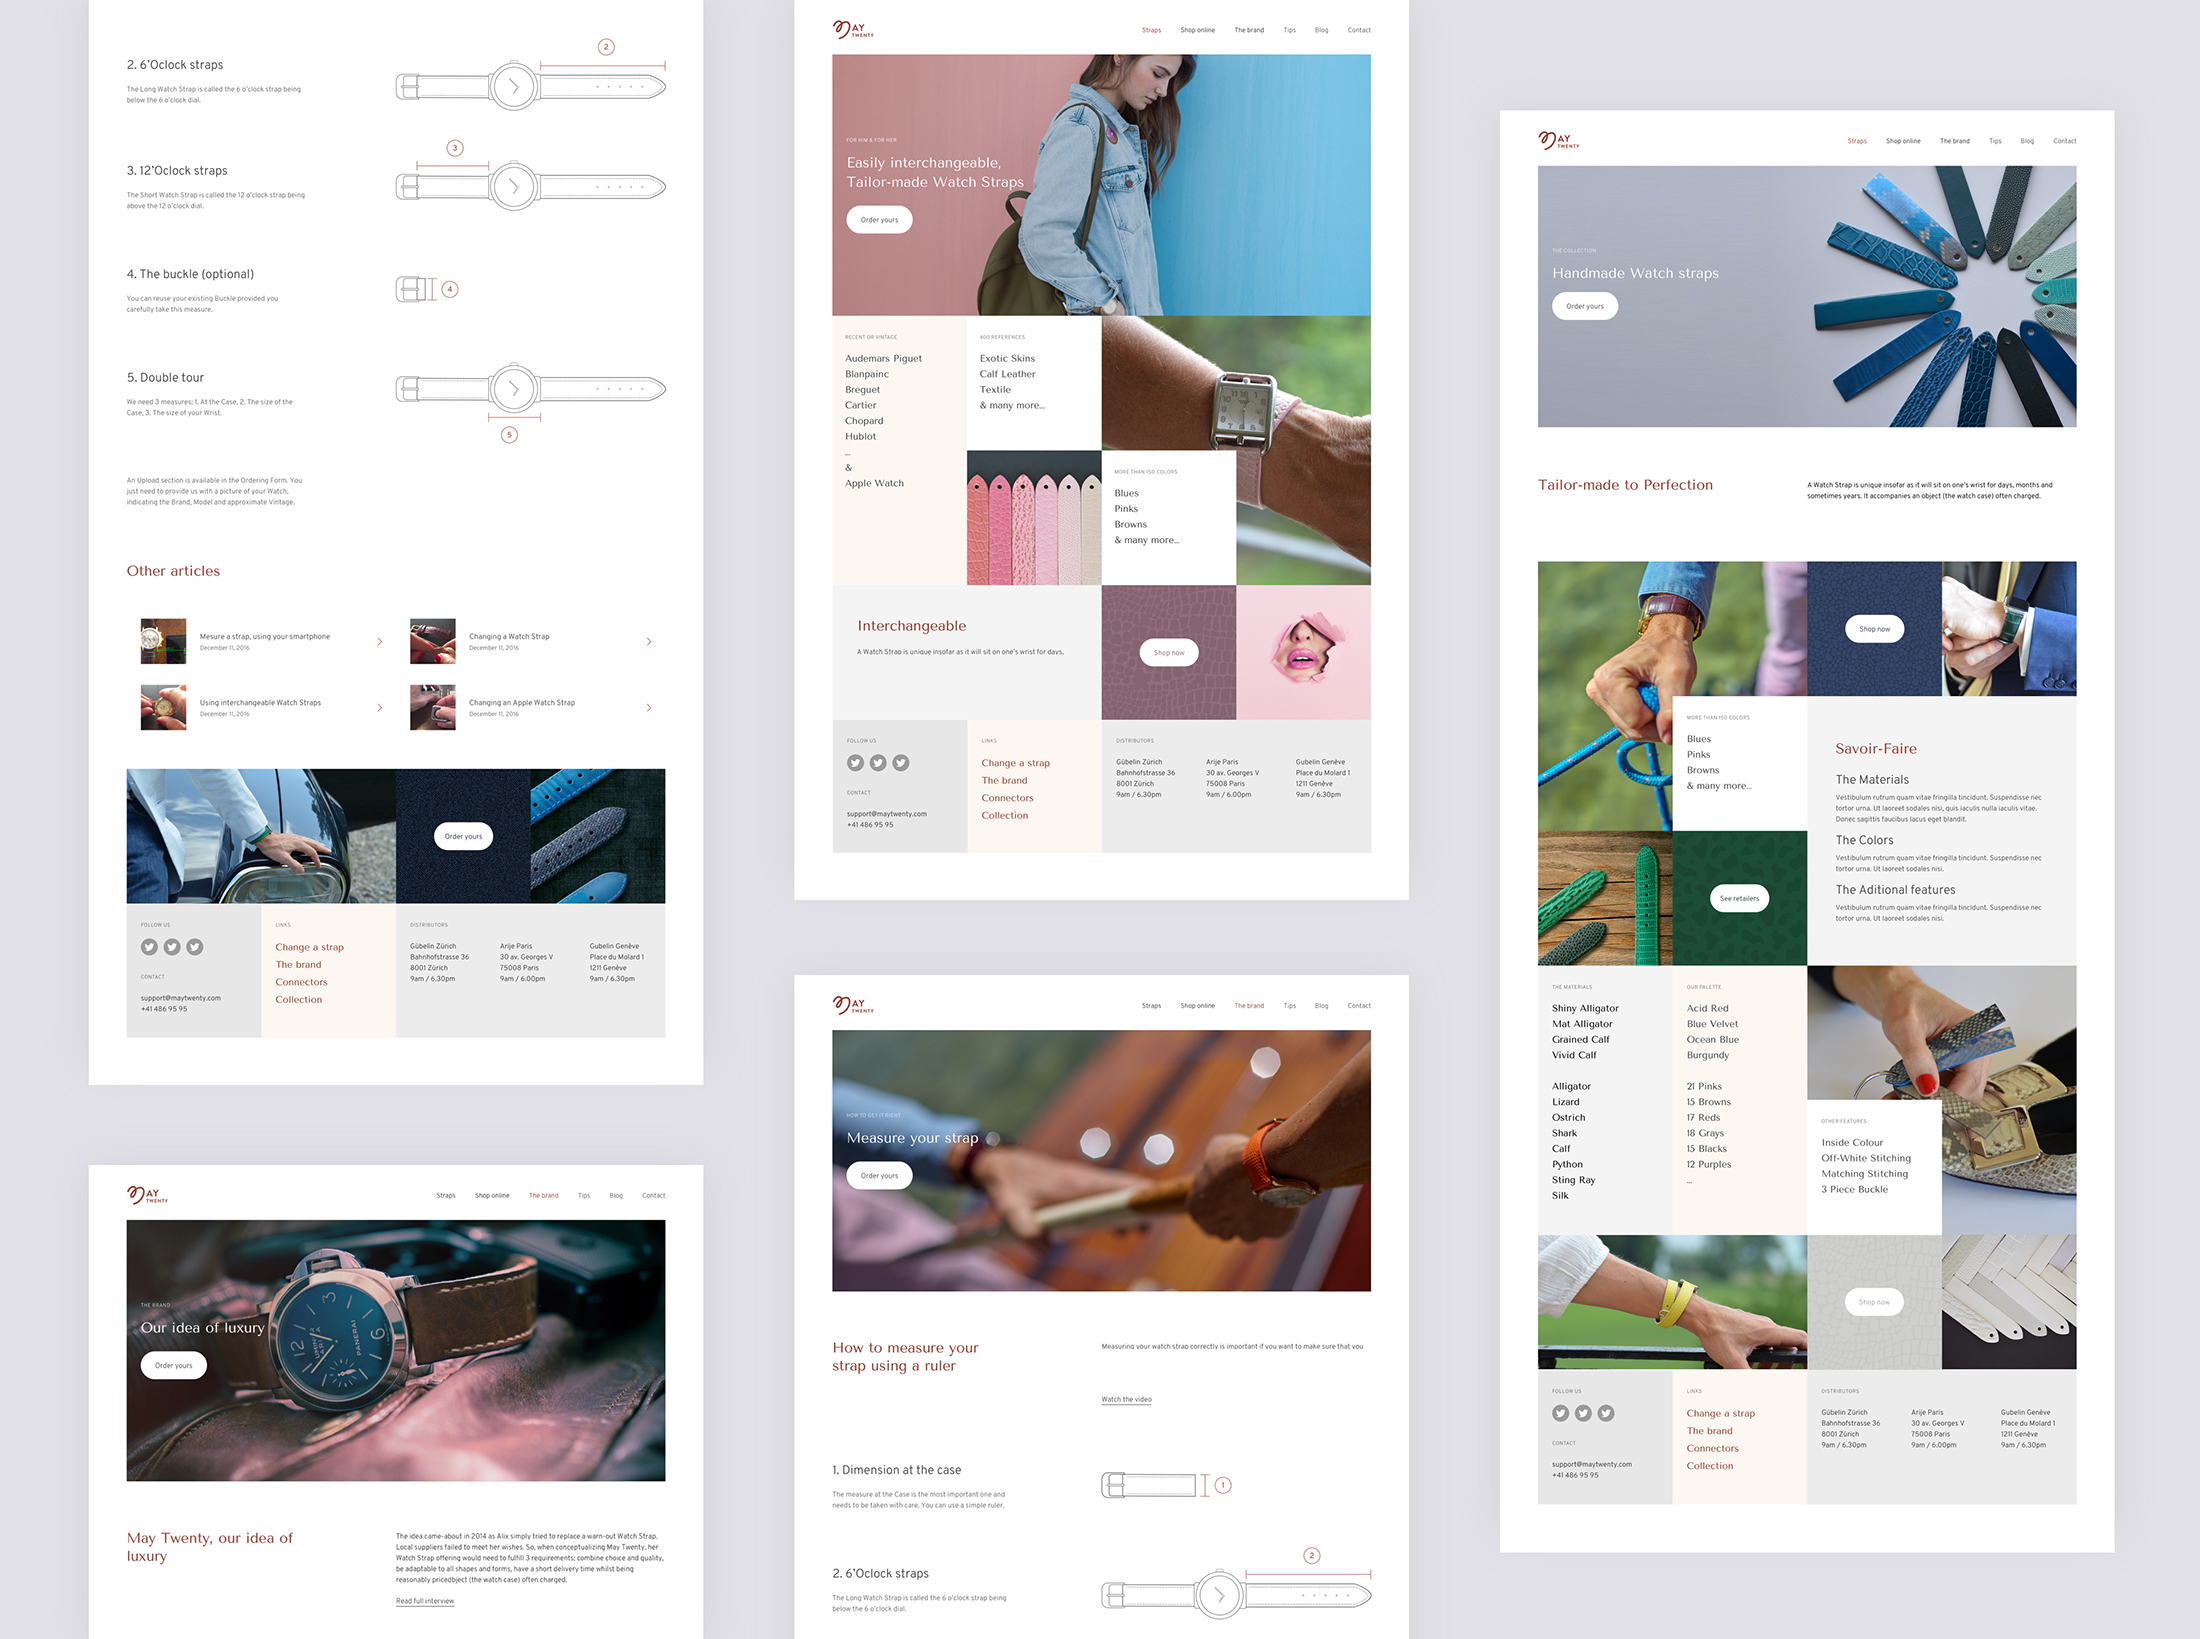 2. 6'Oclock straps
The Long Watch Strap is called the 6 o'clock strap being
below the 6 o'clock dial.
2
3. 12'Oclock straps
The Short Watch Strap is called the 12 o'clock strap being
above the 12 o'clock dial.
3
4. The buckle (optional)
You can reuse your existing Buckle provided you
carefully take this measure.
4
5. Double tour
We need 3 measures; 1. At the Case, 2. The size of the
Case, 3. The size of your Wrist.
5
An Upload section is available in the Ordering Form. You
just need to provide us with a picture of your Watch,
indicating the Brand, Model and approximate Vintage.
Other articles
Mesure a strap, using your smartphone
December 11, 2016
Changing a Watch Strap
December 11, 2016
Using interchangeable Watch Straps
December 11, 2016
Changing an Apple Watch Strap
December 11, 2016
Order yours
FOLLOW US
CONTACT
support@maytwenty.com
+41 486 95 95
LINKS
Change a strap
The brand
Connectors
Collection
DISTRIBUTORS
Gübelin Zürich
Bahnhofstrasse 36
8001 Zürich
9am / 6.30pm
Arije Paris
30 av. Georges V
75008 Paris
9am / 6.00pm
Gubelin Genêve
Place du Molard 1
1211 Genêve
9am / 6.30pm
MAY
TWENTY
Straps Shop online The brand Tips Blog Contact
THE BRAND
Our idea of luxury
Order yours
12 3 6
PANERAI
May Twenty, our idea of
luxury
The idea came-about in 2014 as Alix simply tried to replace a warn-out Watch Strap.
Local suppliers failed to meet her wishes. So, when conceptualizing May Twenty, her
Watch Strap offering would need to fulfill 3 requirements; combine choice and quality,
be adaptable to all shapes and forms, have a short delivery time whilst being
reasonably pricedbject (the watch case) often charged.
Read full interview
MAY
TWENTY
Straps Shop online The brand Tips Blog Contact
FOR HIM & FOR HER
Easily interchangeable,
Tailor-made Watch Straps
Order yours
RECENT OR VINTAGE
Audemars Piguet
Blanpainc
Breguet
Cartier
Chopard
Hublot
...
&
Apple Watch
400 REFERENCES
Exotic Skins
Calf Leather
Textile
& many more...
MORE THAN 150 COLORS
Blues
Pinks
Browns
& many more...
Interchangeable
A Watch Strap is unique insofar as it will sit on one's wrist for days,
Shop now
FOLLOW US
CONTACT
support@maytwenty.com
+41 486 95 95
LINKS
Change a strap
The brand
Connectors
Collection
DISTRIBUTORS
Gübelin Zürich
Bahnhofstrasse 36
8001 Zürich
9am / 6.30pm
Arije Paris
30 av. Georges V
75008 Paris
9am / 6.00pm
Gubelin Genêve
Place du Molard 1
1211 Genêve
9am / 6.30pm
MAY
TWENTY
Straps Shop online The brand Tips Blog Contact
HOW TO GET IT RIGHT
Measure your strap
Order yours
How to measure your
strap using a ruler
Measuring your watch strap correctly is important if you want to make sure that you
Watch the video
1. Dimension at the case
The measure at the Case is the most important one and
needs to be taken with care. You can use a simple ruler.
1
2. 6'Oclock straps
The Long Watch Strap is called the 6 o'clock strap being
below the 6 o'clock dial.
2
MAY
TWENTY
Straps Shop online The brand Tips Blog Contact
THE COLLECTION
Handmade Watch straps
Order yours
Tailor-made to Perfection
A Watch Strap is unique insofar as it will sit on one's wrist for days, months and
sometimes years. It accompanies an object (the watch case) often charged.
Shop now
MORE THAN 150 COLORS
Blues
Pinks
Browns
& many more...
See retailers
Savoir-Faire
The Materials
Vestibulum rutrum quam vitae fringilla tincidunt. Suspendisse nec
tortor urna. Ut laoreet sodales nisi, quis iaculis nulla iaculis vitae.
Donec sagittis faucibus lacus eget blandit.
The Colors
Vestibulum rutrum quam vitae fringilla tincidunt. Suspendisse nec
tortor urna. Ut laoreet sodales nisi.
The Aditional features
Vestibulum rutrum quam vitae fringilla tincidunt. Suspendisse nec
tortor urna. Ut laoreet sodales nisi.
THE MATERIALS
Shiny Alligator
Mat Alligator
Grained Calf
Vivid Calf
Alligator
Lizard
Ostrich
Shark
Calf
Python
Sting Ray
Silk
OUR PALETTE
Acid Red
Blue Velvet
Ocean Blue
Burgundy
21 Pinks
15 Browns
17 Reds
18 Grays
15 Blacks
12 Purples
...
OTHER FEATURES
Inside Colour
Off-White Stitching
Matching Stitching
3 Piece Buckle
Shop now
FOLLOW US
CONTACT
support@maytwenty.com
+41 486 95 95
LINKS
Change a strap
The brand
Connectors
Collection
DISTRIBUTORS
Gübelin Zürich
Bahnhofstrasse 36
8001 Zürich
9am / 6.30pm
Arije Paris
30 av. Georges V
75008 Paris
9am / 6.00pm
Gubelin Genêve
Place du Molard 1
1211 Genêve
9am / 6.30pm